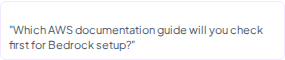 "Which AWS documentation guide will you check
first for Bedrock setup?"